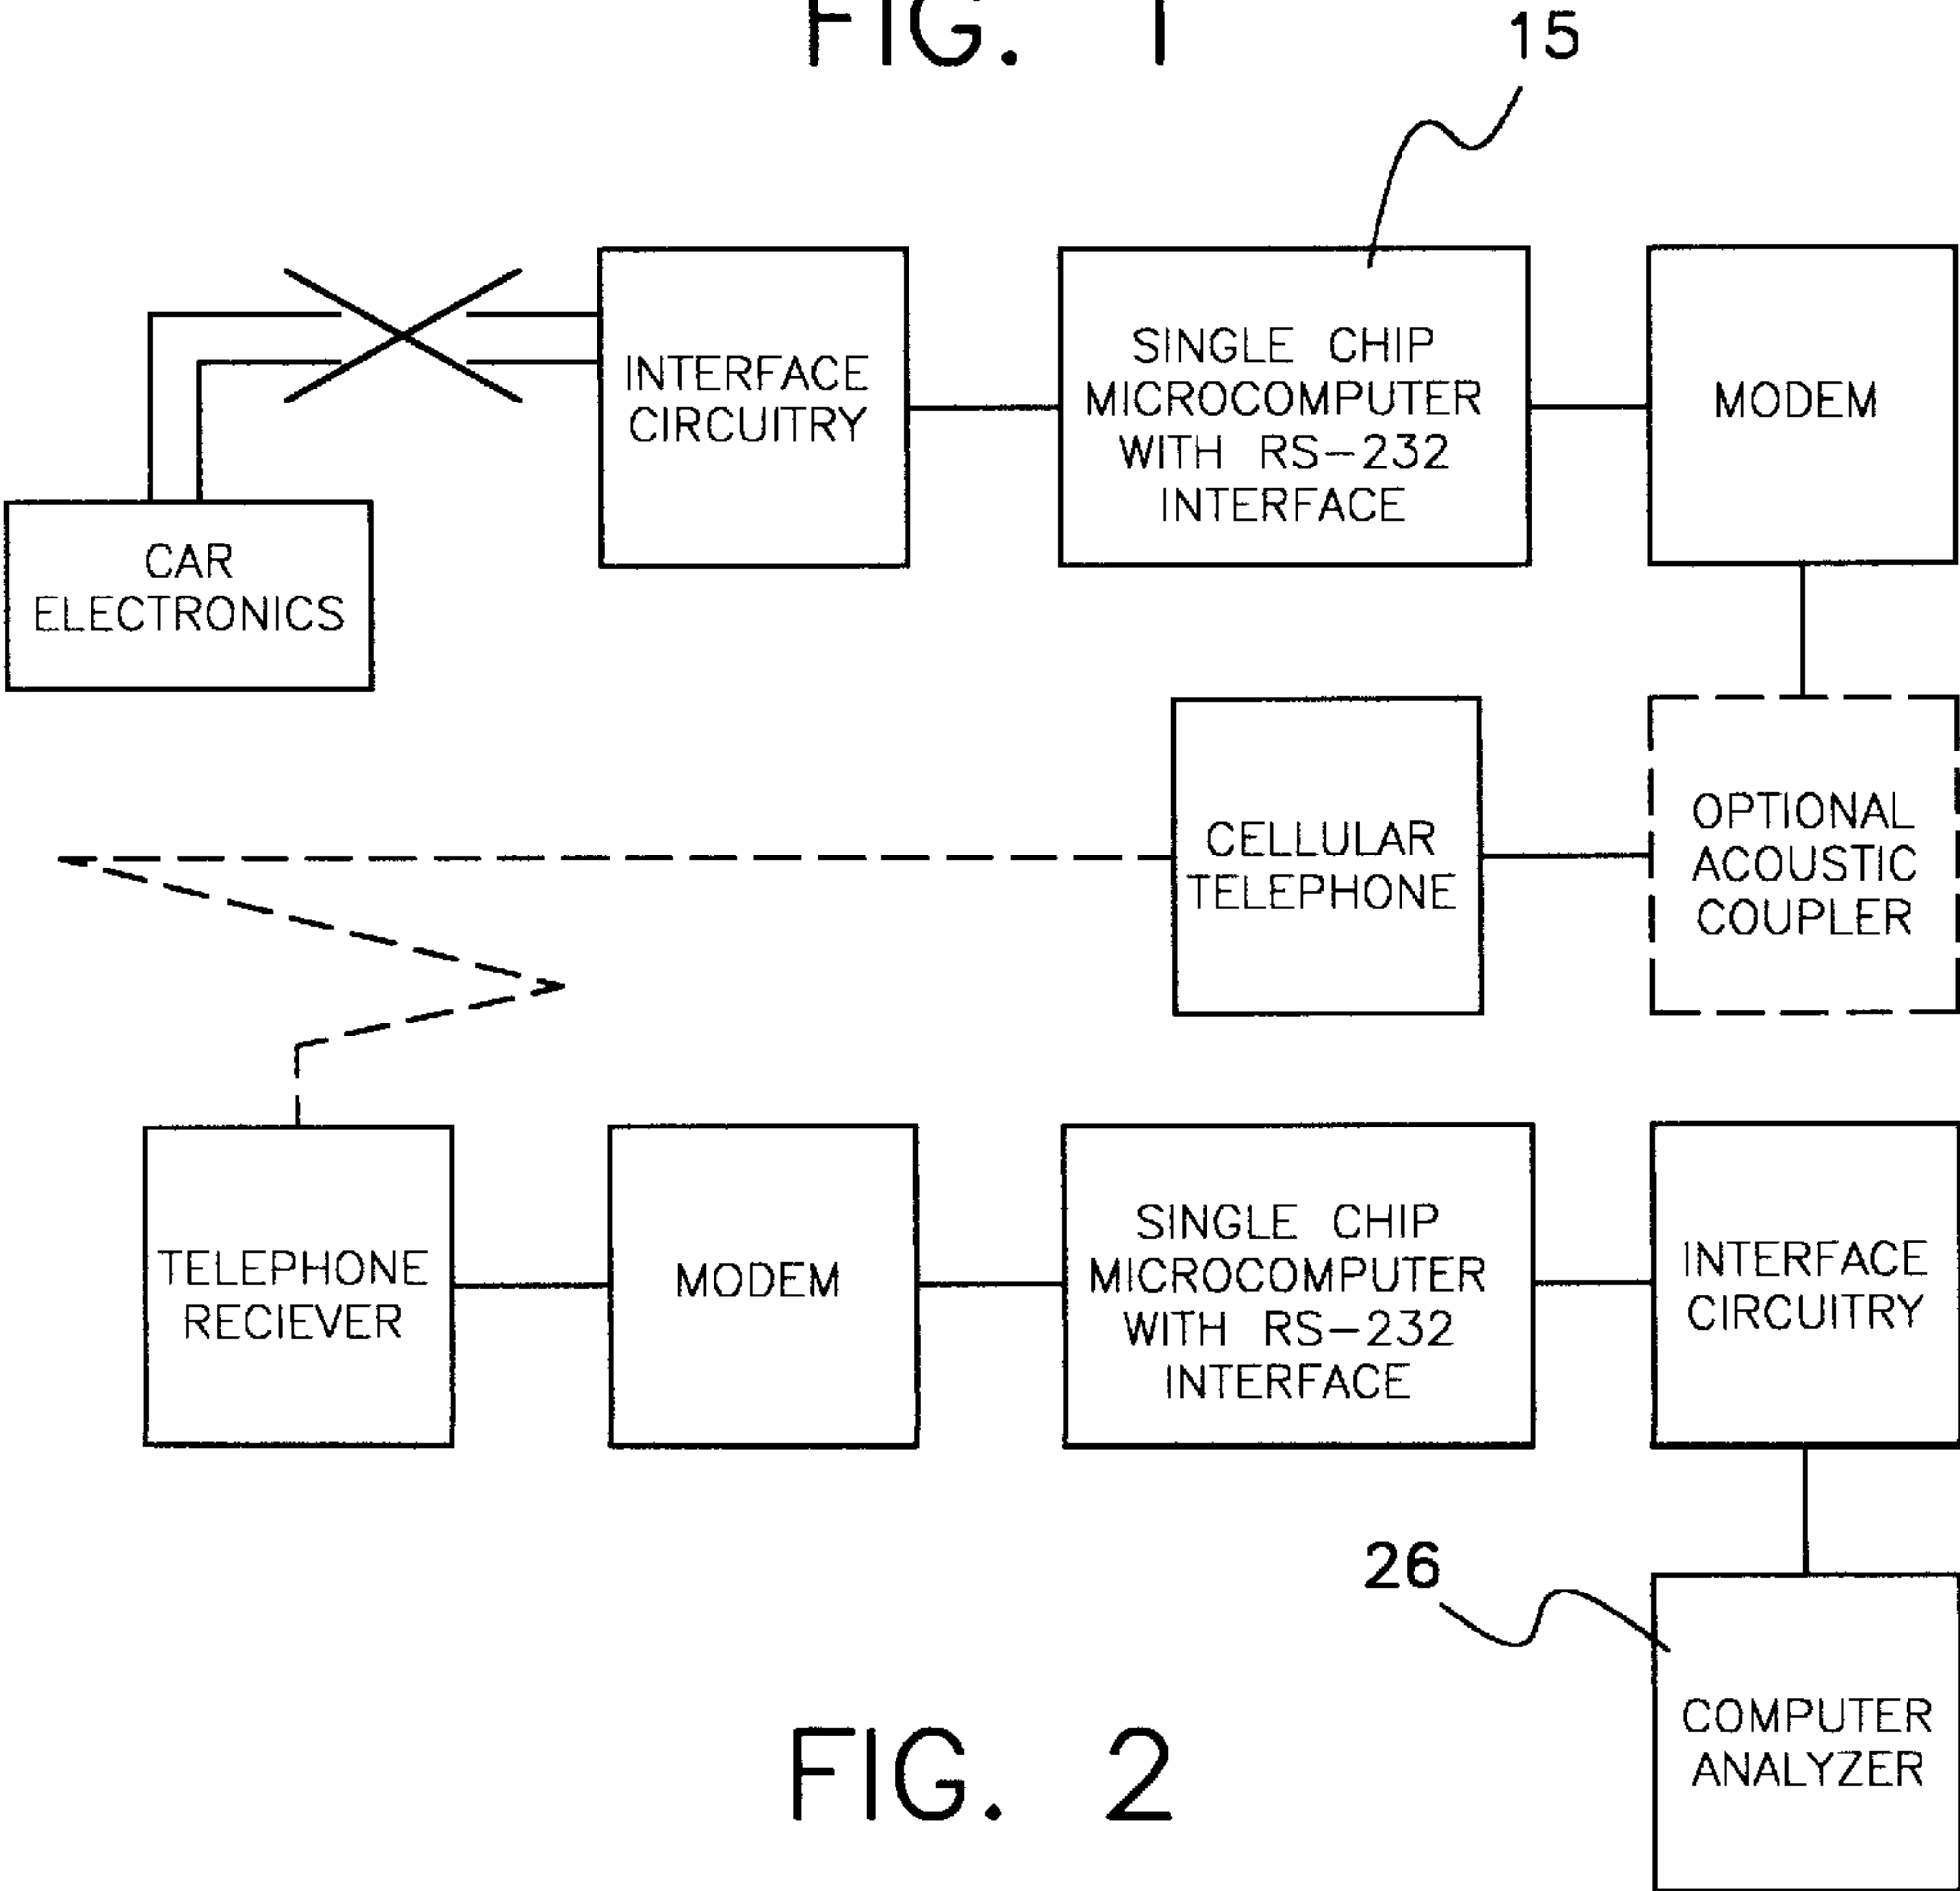 FIG. 1
15
INTERFACE
CIRCUITRY
SINGLE CHIP
MICROCOMPUTER
WITH RS-232
INTERFACE
MODEM
CAR
ELECTRONICS
CELLULAR
TELEPHONE
OPTIONAL
ACOUSTIC
COUPLER
TELEPHONE
RECIEVER
MODEM
SINGLE CHIP
MICROCOMPUTER
WITH RS-232
INTERFACE
INTERFACE
CIRCUITRY
26
COMPUTER
ANALYZER
FIG. 2